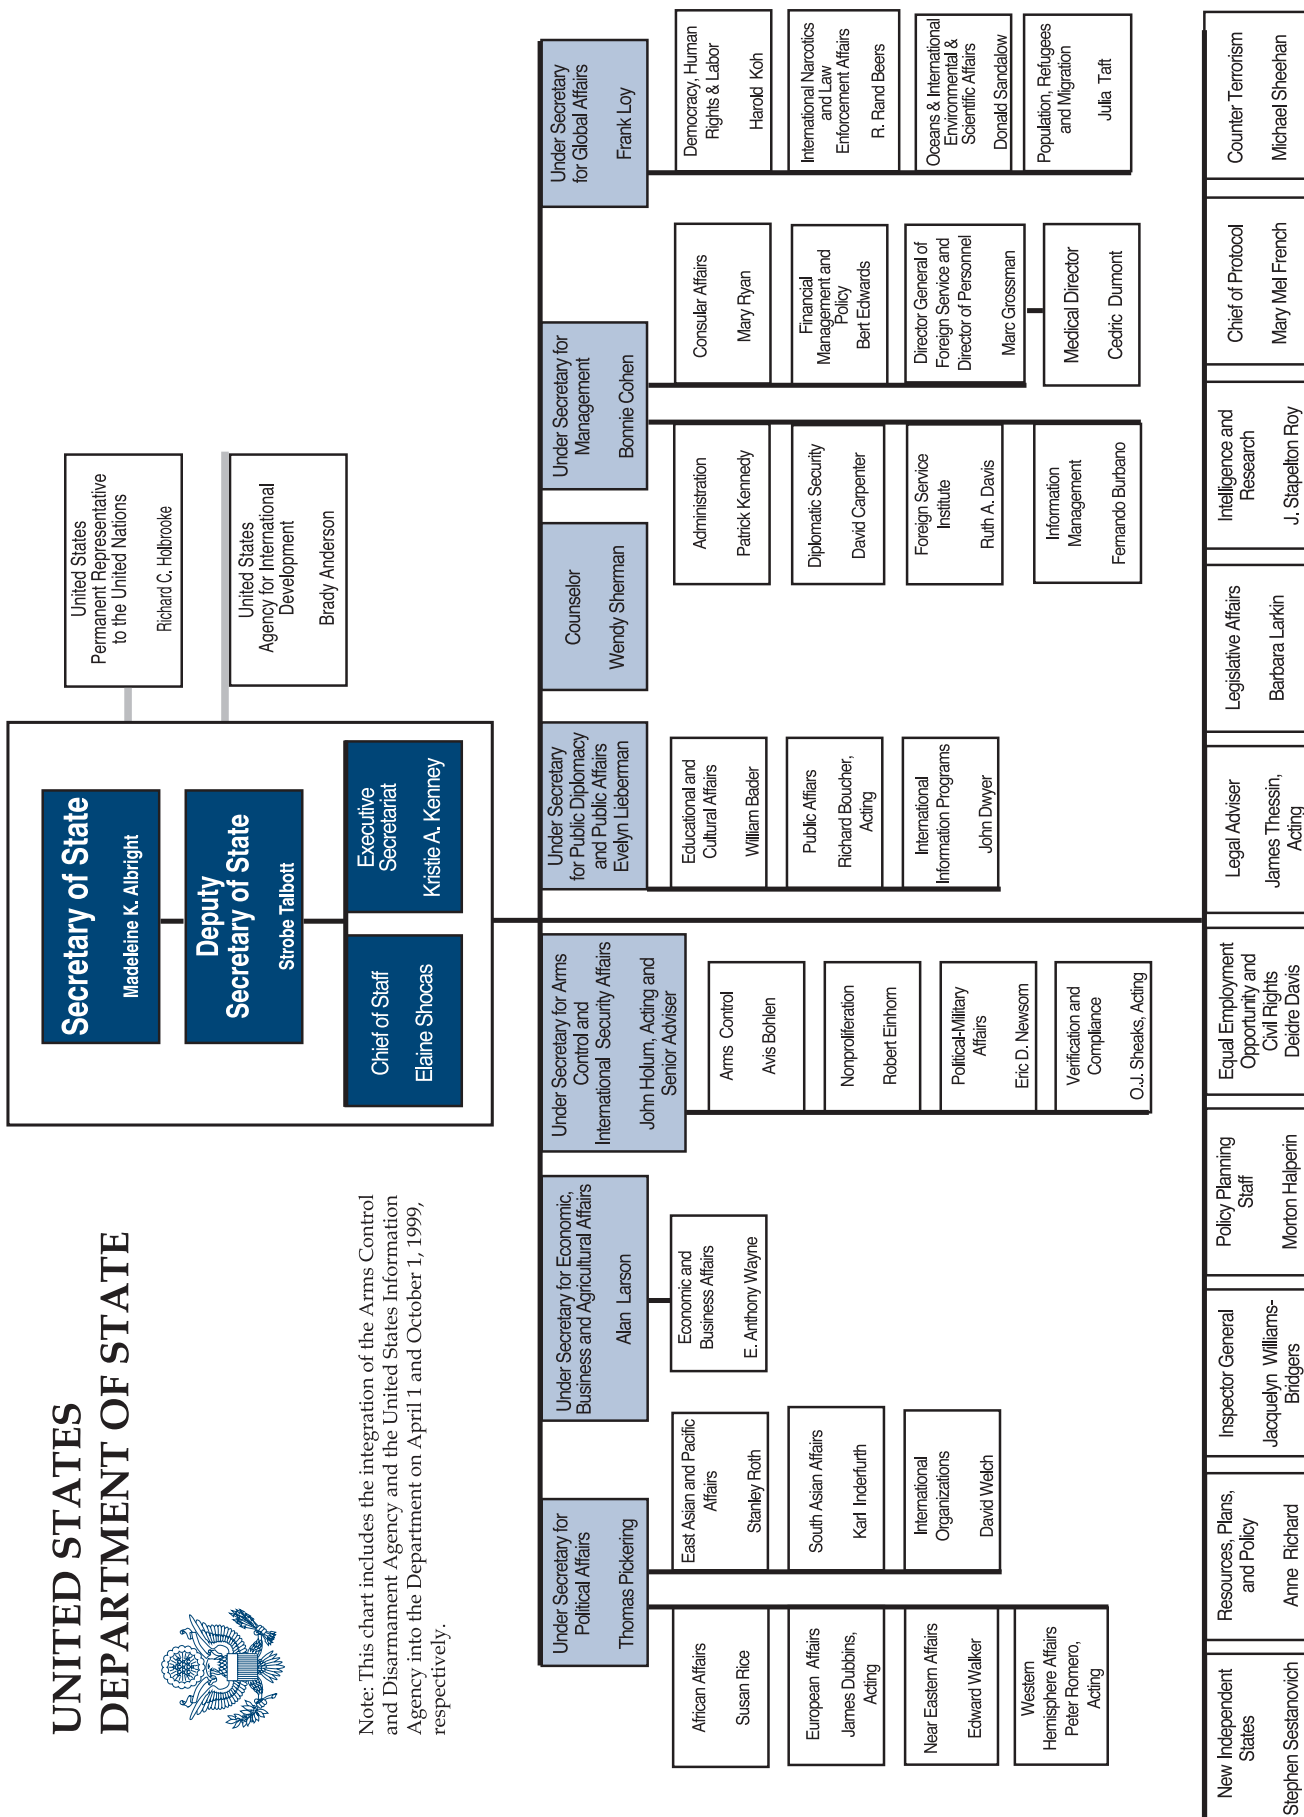 UNITED STATES
DEPARTMENT OF STATE
Note: This chart includes the integration of the Arms Control
and Disarmament Agency and the United States Information
Agency into the Department on April 1 and October 1, 1999,
respectively.
Secretary of State
Madeleine K. Albright
Deputy
Secretary of State
Strobe Talbott
Chief of Staff
Elaine Shocas
Executive
Secretariat
Kristie A. Kenney
United States
Permanent Representative
to the United Nations
Richard C. Holbrooke
United States
Agency for International
Development
Brady Anderson
Under Secretary for
Political Affairs
Thomas Pickering
African Affairs
Susan Rice
European Affairs
James Dubbins,
Acting
Near Eastern Affairs
Edward Walker
Western
Hemisphere Affairs
Peter Romero,
Acting
East Asian and Pacific
Affairs
Stanley Roth
South Asian Affairs
Karl Inderfurth
International
Organizations
David Welch
Under Secretary for Economic,
Business and Agricultural Affairs
Alan Larson
Economic and
Business Affairs
E. Anthony Wayne
Under Secretary for Arms
Control and
International Security Affairs
John Holum, Acting and
Senior Adviser
Arms Control
Avis Bohlen
Nonproliferation
Robert Einhorn
Political-Military
Affairs
Eric D. Newsom
Verification and
Compliance
O.J. Sheaks, Acting
Under Secretary
for Public Diplomacy
and Public Affairs
Evelyn Lieberman
Educational and
Cultural Affairs
William Bader
Public Affiars
Richard Boucher,
Acting
International
Information Programs
John Dwyer
Counselor
Wendy Sherman
Under Secretary for
Management
Bonnie Cohen
Administration
Patrick Kennedy
Diplomatic Security
David Carpenter
Foreign Service
Institute
Ruth A. Davis
Information
Management
Fernando Burbano
Consular Affairs
Mary Ryan
Financial
Management and
Policy
Bert Edwards
Director General of
Foreign Service and
Director of Personnel
Marc Grossman
Medical Director
Cedric Dumont
Under Secretary
for Global Affairs
Frank Loy
Democracy, Human
Rights & Labor
Harold Koh
International Narcotics
and Law
Enforcement Affairs
R. Rand Beers
Oceans & International
Environmental &
Scientific Affairs
Donald Sandalow
Population, Refugees
and Migration
Julia Taft
New Independent
States
Stephen Sestanovich
Resources, Plans,
and Policy
Anne Richard
Inspector General
Jacquelyn Williams-
Bridgers
Policy Planning
Staff
Morton Halperin
Equal Employment
Opportunity and
Civil Rights
Deidre Davis
Legal Adviser
James Thessin,
Acting
Legislative Affairs
Barbara Larkin
Intelligence and
Research
J. Stapelton Roy
Chief of Protocol
Mary Mel French
Counter Terrorism
Michael Sheehan